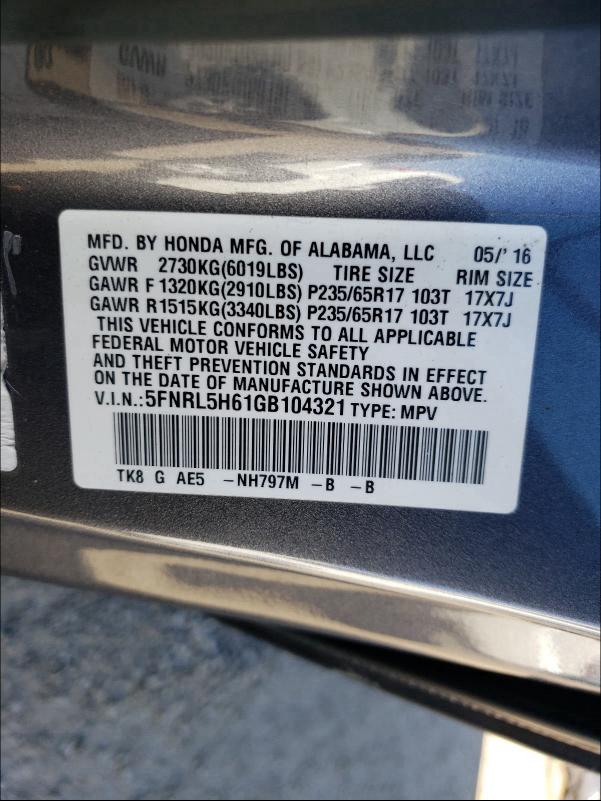 MFD. BY HONDA MFG. OF ALABAMA, LLC 05/' 16
GVWR 2730KG(6019LBS) TIRE SIZE RIM SIZE
GAWR F 1320KG(2910LBS) P235/65R17 103T 17X7J
GAWR R1515KG(3340LBS) P235/65R17 103T 17X7J
THIS VEHICLE CONFORMS TO ALL APPLICABLE
FEDERAL MOTOR VEHICLE SAFETY
AND THEFT PREVENTION STANDARDS IN EFFECT
ON THE DATE OF MANUFACTURE SHOWN ABOVE.
V.I.N.:5FNRL5H61GB104321 TYPE: MPV
TK8 G AE5 -NH797M -B -B